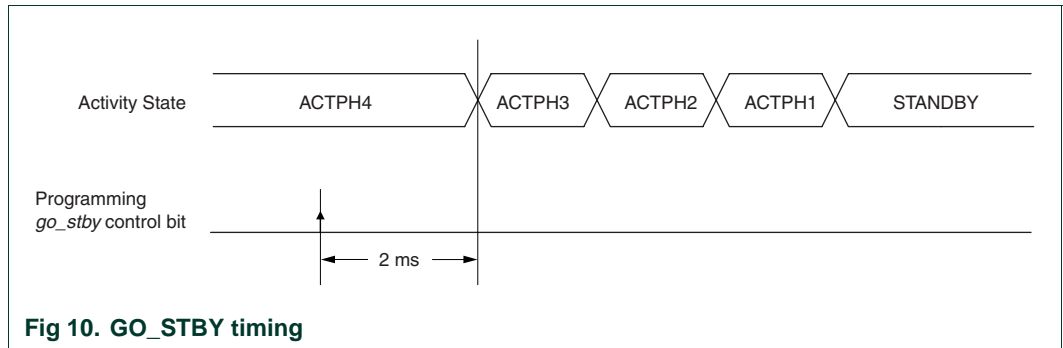 Activity State
ACTPH4
ACTPH3
ACTPH2
ACTPH1
STANDBY
Programming
go_stby control bit
2 ms
Fig 10. GO_STBY timing